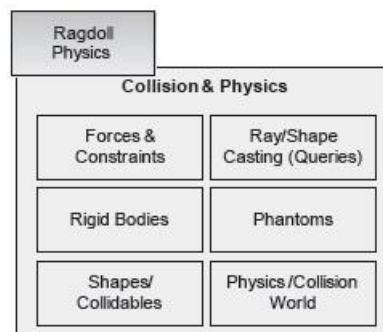 Ragdoll
Physics
Collision & Physics
Forces &
Constraints
Ray/Shape
Casting (Queries)
Rigid Bodies
Phantoms
Shapes/
Collidables
Physics/Collision
World